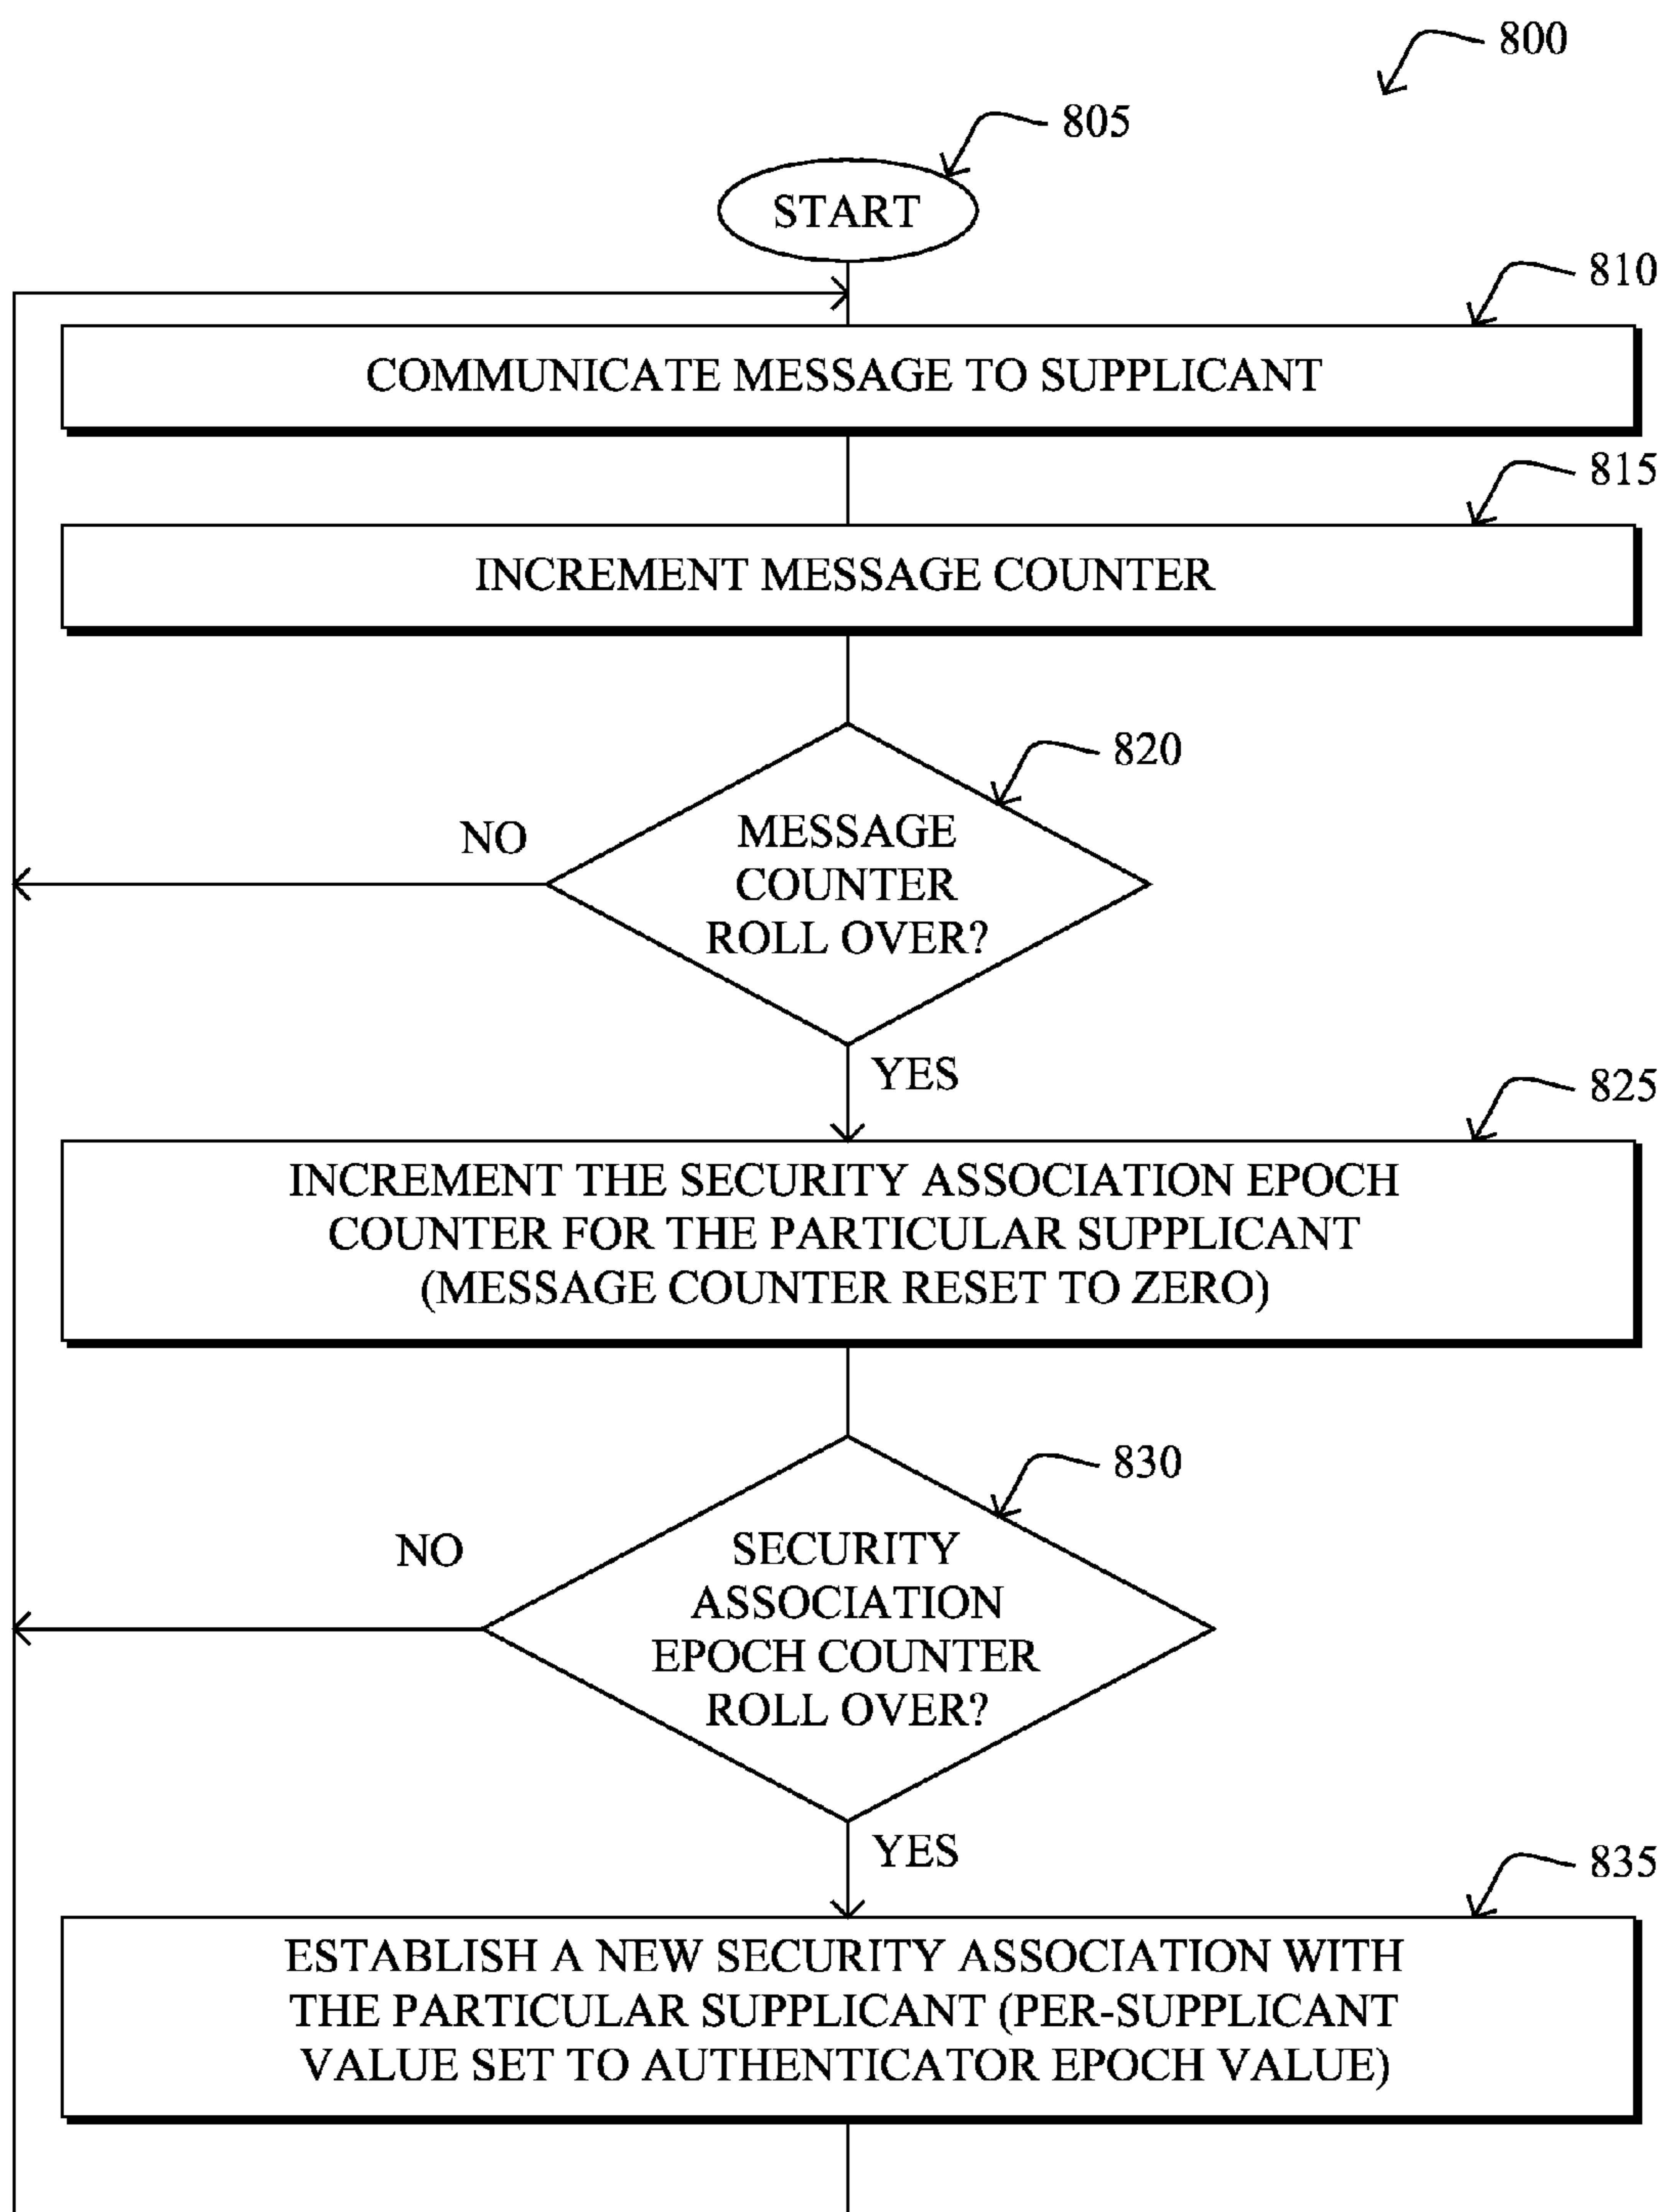 800
805
START
810
COMMUNICATE MESSAGE TO SUPPLICANT
815
INCREMENT MESSAGE COUNTER
820
NO
MESSAGE
COUNTER
ROLL OVER?
YES
825
INCREMENT THE SECURITY ASSOCIATION EPOCH
COUNTER FOR THE PARTICULAR SUPPLICANT
(MESSAGE COUNTER RESET TO ZERO)
830
NO
SECURITY
ASSOCIATION
EPOCH COUNTER
ROLL OVER?
YES
835
ESTABLISH A NEW SECURITY ASSOCIATION WITH
THE PARTICULAR SUPPLICANT (PER-SUPPLICANT
VALUE SET TO AUTHENTICATOR EPOCH VALUE)